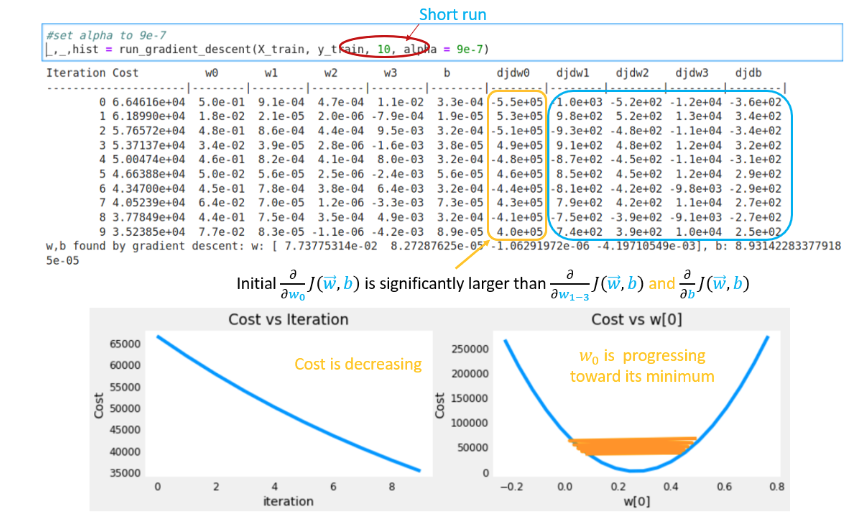 Short run
#set alpha to 9e-7
_,_,hist = run_gradient_descent(X_train, y_train, 10, alpha = 9e-7)
Iteration Cost w0 w1 w2 w3 b djdw0 djdw1 djdw2 djdw3 djdb
---------------------|--------|--------|--------|--------|--------|--------|--------|--------|--------|--------|
0 6.64616e+04 5.0e-01 9.1e-04 4.7e-04 1.1e-02 3.3e-04 -5.5e+05 -1.0e+03 -5.2e+02 -1.2e+04 -3.6e+02
1 6.18990e+04 1.8e-02 2.1e-05 2.0e-06 -7.9e-04 1.9e-05 5.3e+05 9.8e+02 5.2e+02 1.3e+04 3.4e+02
2 5.76572e+04 4.8e-01 8.6e-04 4.4e-04 9.5e-03 3.2e-04 -5.1e+05 -9.3e+02 -4.8e+02 -1.1e+04 -3.4e+02
3 5.37137e+04 3.4e-02 3.9e-05 2.8e-06 -1.6e-03 3.8e-05 4.9e+05 9.1e+02 4.8e+02 1.2e+04 3.2e+02
4 5.00474e+04 4.6e-01 8.2e-04 4.1e-04 8.0e-03 3.2e-04 -4.8e+05 -8.7e+02 -4.5e+02 -1.1e+04 -3.1e+02
5 4.66388e+04 5.0e-02 5.6e-05 2.5e-06 -2.4e-03 5.6e-05 4.6e+05 8.5e+02 4.5e+02 1.2e+04 2.9e+02
6 4.34700e+04 4.5e-01 7.8e-04 3.8e-04 6.4e-03 3.2e-04 -4.4e+05 -8.1e+02 -4.2e+02 -9.8e+03 -2.9e+02
7 4.05239e+04 6.4e-02 7.0e-05 1.2e-06 -3.3e-03 7.3e-05 4.3e+05 7.9e+02 4.2e+02 1.1e+04 2.7e+02
8 3.77849e+04 4.4e-01 7.5e-04 3.5e-04 4.9e-03 3.2e-04 -4.1e+05 -7.5e+02 -3.9e+02 -9.1e+03 -2.7e+02
9 3.52385e+04 7.7e-02 8.3e-05 -1.1e-06 -4.2e-03 8.9e-05 4.0e+05 7.4e+02 3.9e+02 1.0e+04 2.5e+02
w,b found by gradient descent: w: [ 7.73775314e-02 8.27287625e-05 -1.06291972e-06 -4.19710549e-03], b: 8.93142283377918
5e-05
Initial ∂/∂w₀ J(w⃗,b) is significantly larger than ∂/∂w₁₋₃ J(w⃗,b) and ∂/∂b J(w⃗,b)
Cost vs Iteration
65000
60000
55000
50000
45000
40000
35000
Cost
Cost is decreasing
0 2 4 6 8
iteration
Cost vs w[0]
250000
200000
150000
100000
50000
0
Cost
w₀ is progressing
toward its minimum
−0.2 0.0 0.2 0.4 0.6 0.8
w[0]